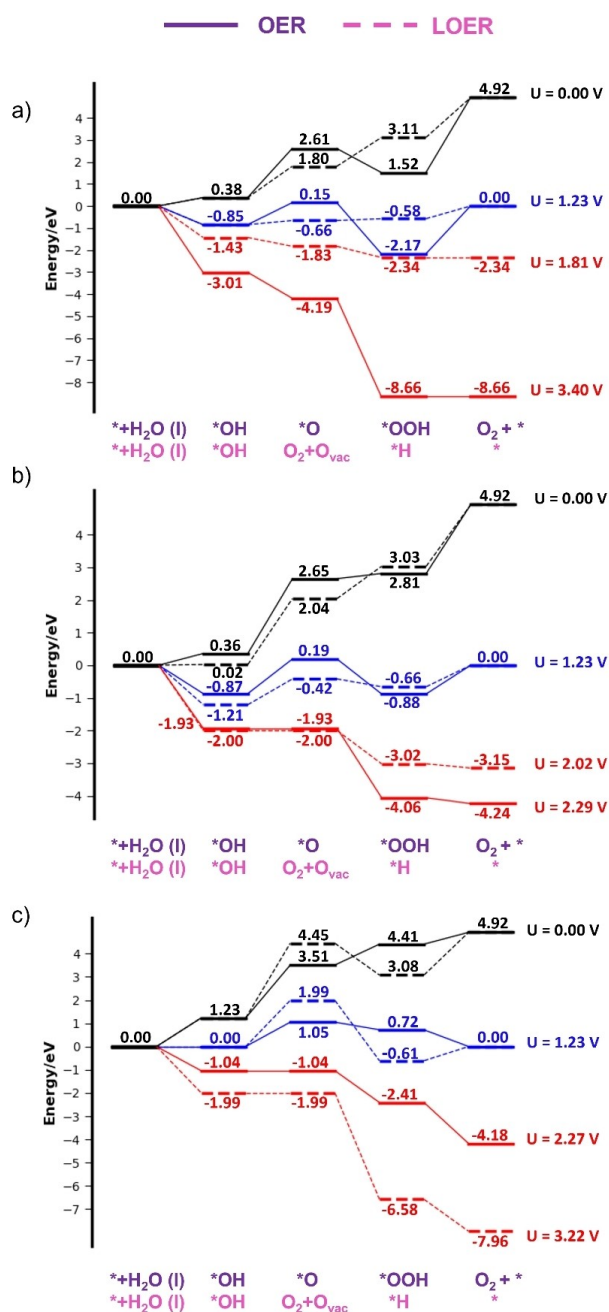 OER LOER
a)
Energy/eV
4
3
2
1
0
-1
-2
-3
-4
-5
-6
-7
-8
0.00 0.38 2.61 1.80 3.11 1.52 4.92 U = 0.00 V
-0.85 0.15 -0.66 -0.58 -2.17 0.00 U = 1.23 V
-1.43 -1.83 -2.34 -2.34 U = 1.81 V
-3.01 -4.19 -8.66 -8.66 U = 3.40 V
*+H₂O (l) *OH *O *OOH O₂ + *
*+H₂O (l) *OH O₂+Oᵥₐc *H *
b)
Energy/eV
4
3
2
1
0
-1
-2
-3
-4
0.00 0.36 0.02 2.65 2.04 3.03 2.81 4.92 U = 0.00 V
-0.87 -1.21 0.19 -0.42 -0.66 -0.88 0.00 U = 1.23 V
-2.00 -2.00 -3.02 -3.15 U = 2.02 V
-1.93 -1.93 -4.06 -4.24 U = 2.29 V
*+H₂O (l) *OH *O *OOH O₂ + *
*+H₂O (l) *OH O₂+Oᵥₐc *H *
c)
Energy/eV
4
3
2
1
0
-1
-2
-3
-4
-5
-6
-7
0.00 1.23 4.45 3.51 4.41 3.08 4.92 U = 0.00 V
0.00 1.99 1.05 0.72 -0.61 0.00 U = 1.23 V
-1.04 -1.04 -2.41 -4.18 U = 2.27 V
-1.99 -1.99 -6.58 -7.96 U = 3.22 V
*+H₂O (l) *OH *O *OOH O₂ + *
*+H₂O (l) *OH O₂+Oᵥₐc *H *